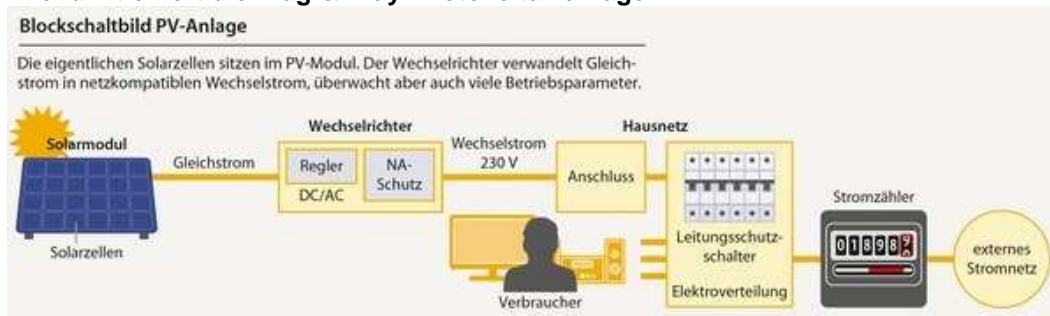 Blockschaltbild PV-Anlage
Die eigentlichen Solarzellen sitzen im PV-Modul. Der Wechselrichter verwandelt Gleich-
strom in netzkompatiblen Wechselstrom, überwacht aber auch viele Betriebsparameter.
Solarmodul
Gleichstrom
Solarzellen
Wechselrichter
Regler
DC/AC
NA-
Schutz
Wechselstrom
230 V
Hausnetz
Anschluss
Leitungsschutz-
schalter
Elektroverteilung
Verbraucher
Stromzähler
01898
externes
Stromnetz